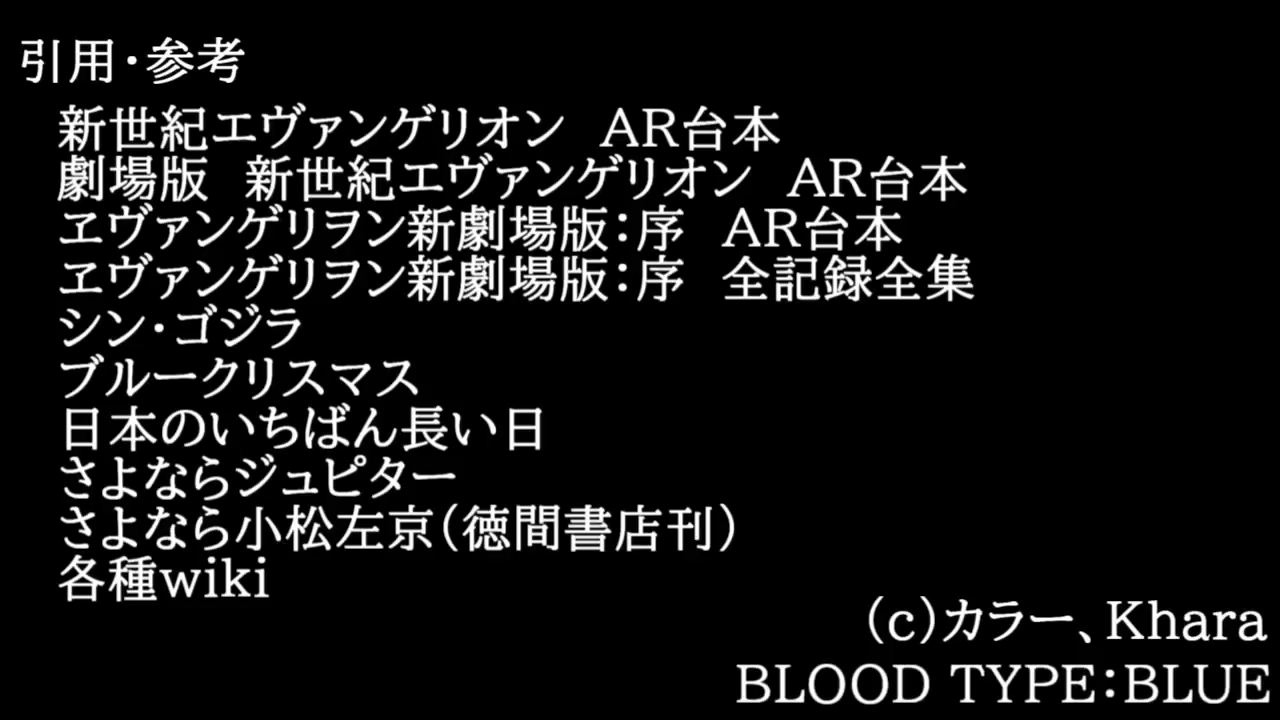 引用・参考
新世紀エヴァンゲリオン　AR台本
劇場版　新世紀エヴァンゲリオン　AR台本
ヱヴァンゲリヲン新劇場版：序　AR台本
ヱヴァンゲリヲン新劇場版：序　全記録全集
シン・ゴジラ
ブルークリスマス
日本のいちばん長い日
さよならジュピター
さよなら小松左京（徳間書店刊）
各種wiki
（c）カラー、Khara
BLOOD TYPE：BLUE